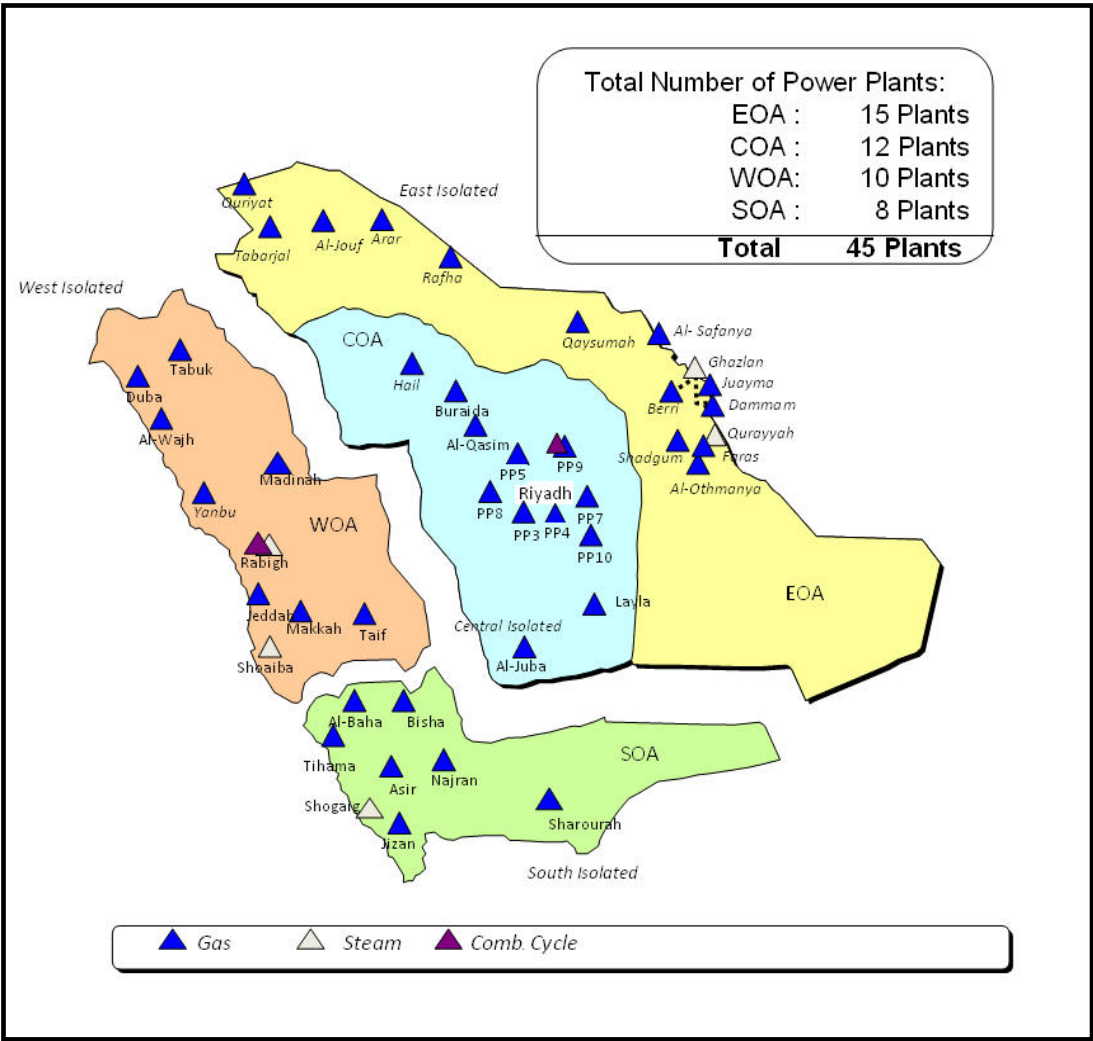 Total Number of Power Plants:
EOA : 15 Plants
COA : 12 Plants
WOA: 10 Plants
SOA : 8 Plants
Total 45 Plants
East Isolated
Quriyat
Tabarjal
Al-Jouf
Arar
Rafha
West Isolated
Qaysumah
Al- Safanya
COA
Ghazlan
Tabuk
Hail
Juayma
Duba
Buraida
Berri
Dammam
Al-Wajh
Al-Qasim
Qurayyah
Shadgum
Faras
PP5
PP9
Al-Othmanya
Madinah
Yanbu
Riyadh
PP8
PP3
PP4
PP7
WOA
Rabigh
PP10
EOA
Layla
Jeddah
Makkah
Taif
Central Isolated
Shoaiba
Al-Juba
Al-Baha
Bisha
SOA
Tihama
Najran
Asir
Shogaig
Sharourah
Jizan
South Isolated
Gas
Steam
Comb. Cycle